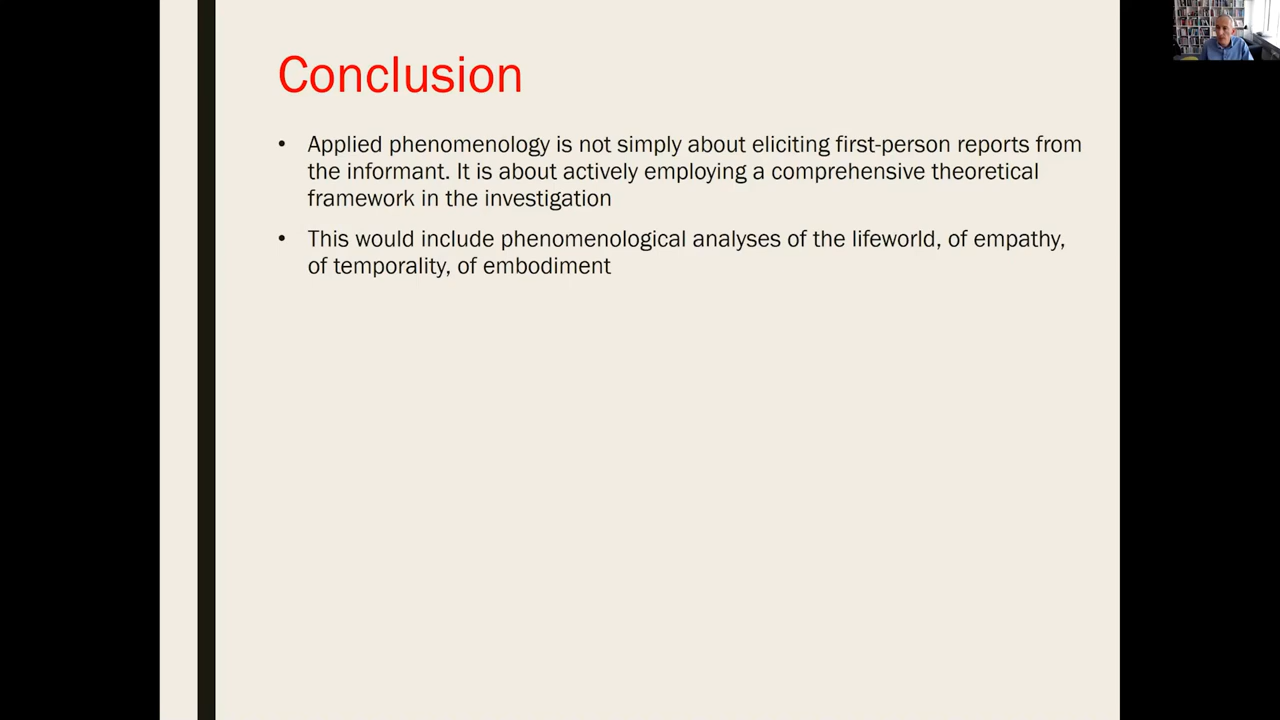 Conclusion
• Applied phenomenology is not simply about eliciting first-person reports from
the informant. It is about actively employing a comprehensive theoretical
framework in the investigation
• This would include phenomenological analyses of the lifeworld, of empathy,
of temporality, of embodiment